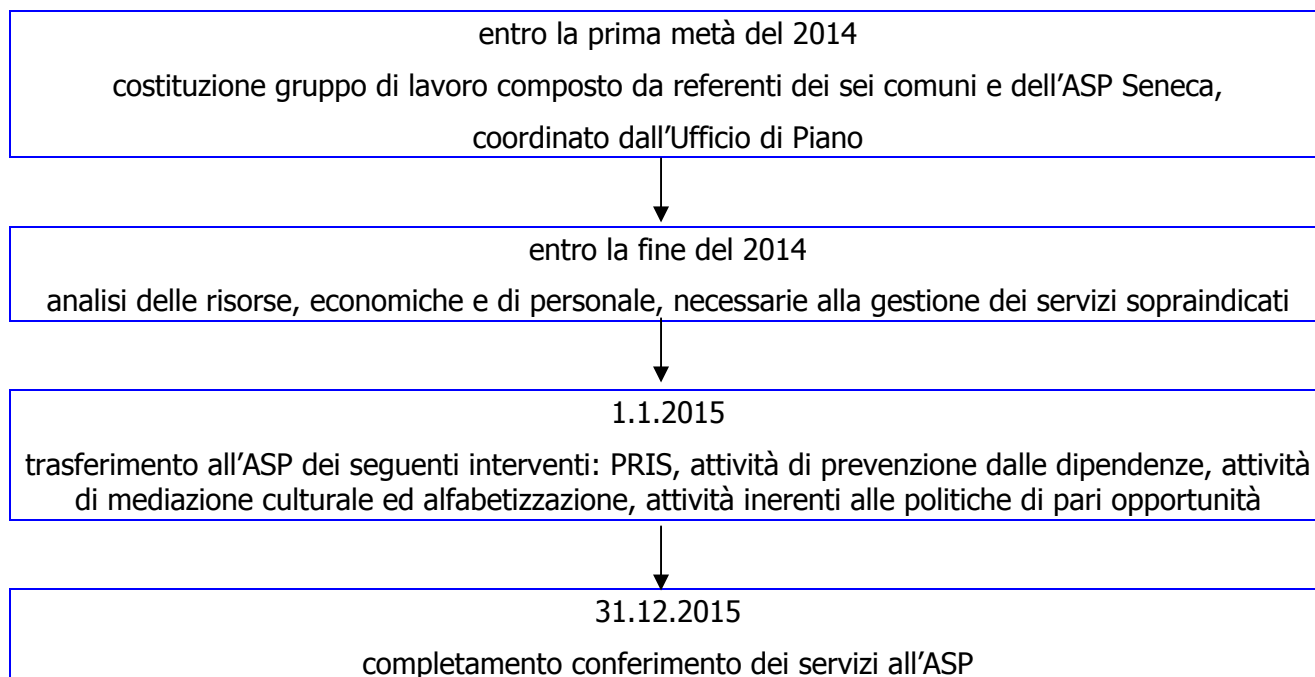 entro la prima metà del 2014
costituzione gruppo di lavoro composto da referenti dei sei comuni e dell’ASP Seneca,
coordinato dall’Ufficio di Piano
entro la fine del 2014
analisi delle risorse, economiche e di personale, necessarie alla gestione dei servizi sopraindicati
1.1.2015
trasferimento all’ASP dei seguenti interventi: PRIS, attività di prevenzione dalle dipendenze, attività
di mediazione culturale ed alfabetizzazione, attività inerenti alle politiche di pari opportunità
31.12.2015
completamento conferimento dei servizi all’ASP